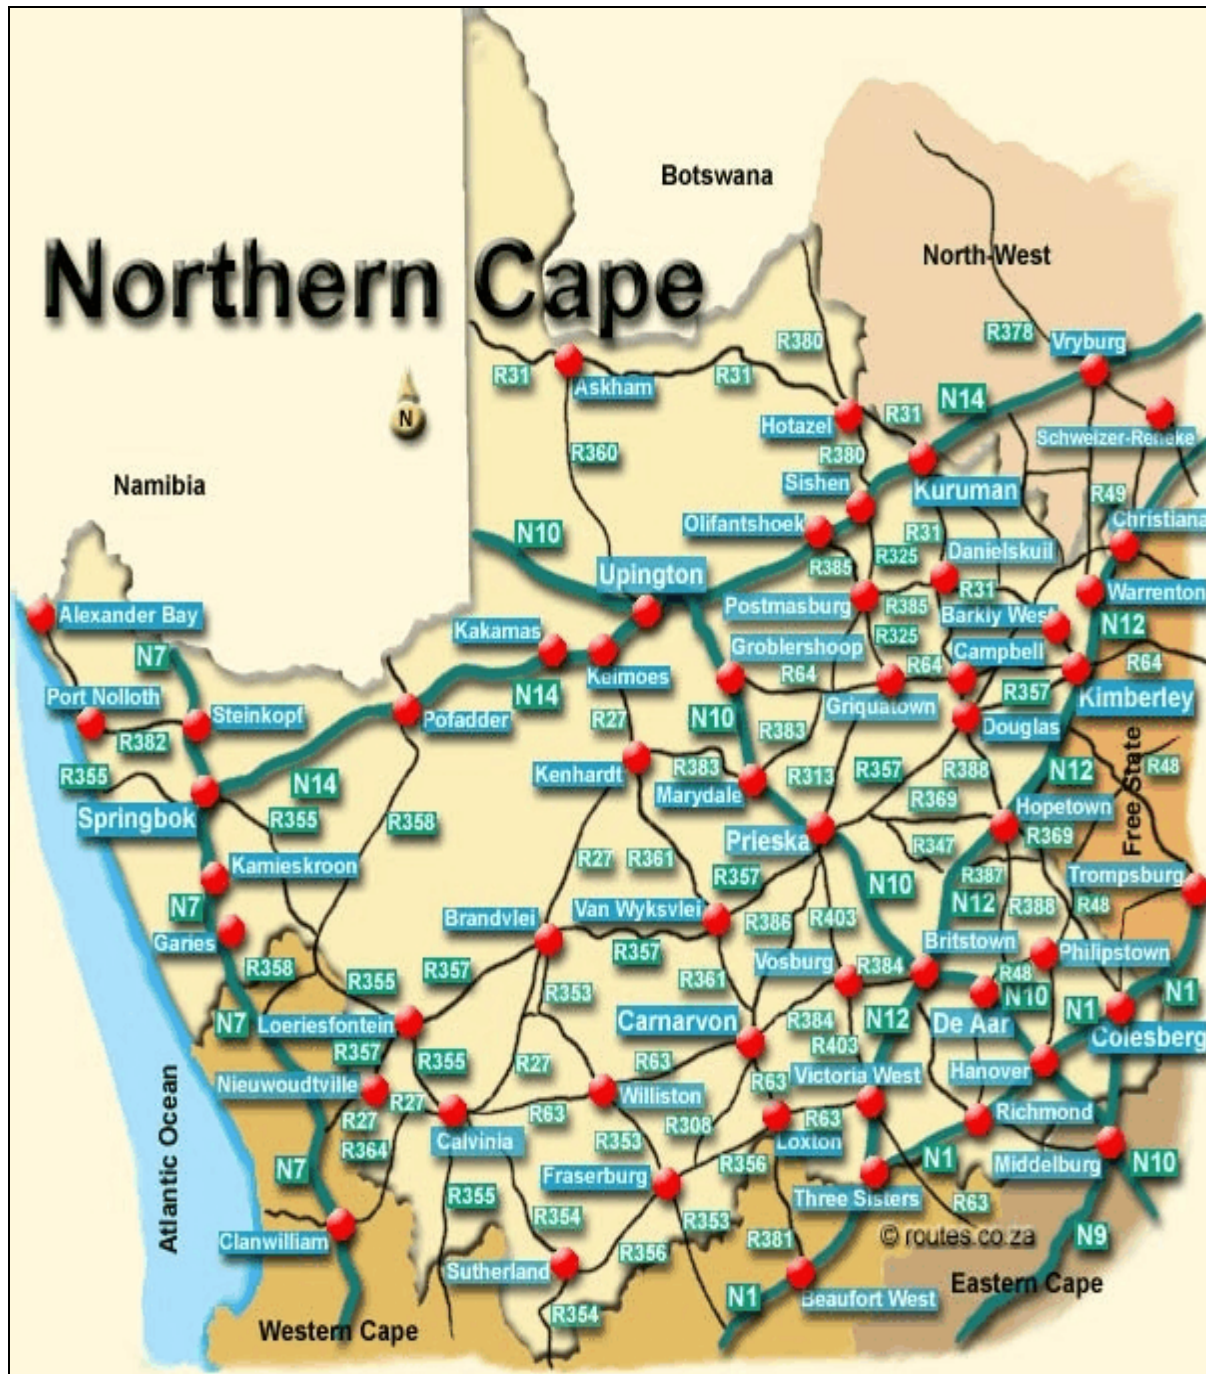 Botswana
Northern Cape
North-West
R378
Vryburg
R380
R31
Askham
R31
N14
Hotazel
R31
Schweizer-Reneke
N
R360
R380
Namibia
Sishen
Kuruman
R49
Christiana
N10
Olifantshoek
R31
Danielskuil
R325
Upington
R385
R31
Warrenton
Alexander Bay
Postmasburg
R385
Barkly West
N12
Kakamas
R325
N7
Groblershoop
Campbell
R64
Keimoes
R64
R64
R357
Kimberley
Port Nolloth
N14
Griquatown
Steinkopf
Pofadder
R27
N10
Douglas
R382
R383
R355
N14
Kenhardt
R383
R313
R357
R388
N12
R48
Marydale
R369
Hopetown
Free State
Springbok
R355
R358
Prieska
R347
R369
Kamieskroon
R27
R361
R357
N10
R387
Trompsburg
N7
Brandvlei
Van Wyksvlei
R386
R403
N12
R388
R48
Garies
R357
Britstown
Philipstown
R358
R355
R357
R361
Vosburg
R384
R48
R353
N10
N1
N1
N7
Loeriesfontein
Carnarvon
R384
N12
De Aar
Colesberg
R357
R355
R27
R63
R403
Hanover
Nieuwoudtville
R63
Victoria West
R27
R27
Williston
R63
R63
R308
Richmond
R364
Calvinia
R353
Loxton
Atlantic Ocean
N7
Fraserburg
R356
N1
Middelburg
N10
R355
Three Sisters
R63
R354
R353
Clanwilliam
R356
R381
© routes.co.za
N9
Sutherland
Eastern Cape
R354
N1
Beaufort West
Western Cape